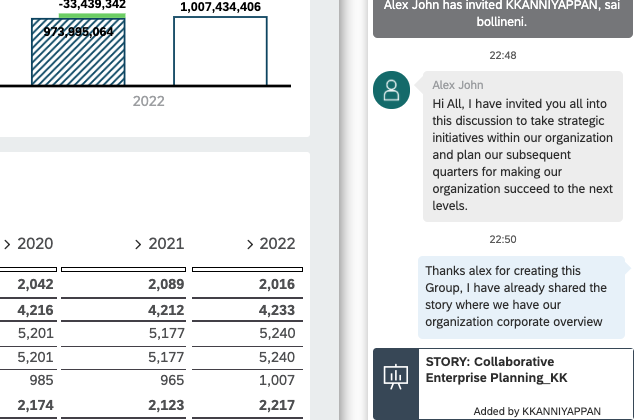 -33,439,342
973,995,064
1,007,434,406
2022
> 2020 > 2021 > 2022
2,042 2,089 2,016
4,216 4,212 4,233
5,201 5,177 5,240
5,201 5,177 5,240
985 965 1,007
2,174 2,123 2,217
Alex John has invited KKANNIYAPPAN, sai
bollineni.
22:48
Alex John
Hi All, I have invited you all into
this discussion to take strategic
initiatives within our organization
and plan our subsequent
quarters for making our
organization succeed to the next
levels.
22:50
Thanks alex for creating this
Group, I have already shared the
story where we have our
organization corporate overview
STORY: Collaborative
Enterprise Planning_KK
Added by KKANNIYAPPAN